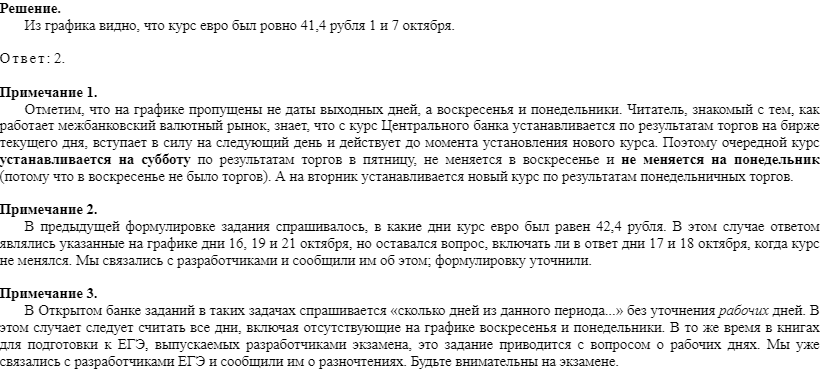 Решение.
Из графика видно, что курс евро был ровно 41,4 рубля 1 и 7 октября.
Ответ: 2.
Примечание 1.
Отметим, что на графике пропущены не даты выходных дней, а воскресенья и понедельники. Читатель, знакомый с тем, как
работает межбанковский валютный рынок, знает, что с курс Центрального банка устанавливается по результатам торгов на бирже
текущего дня, вступает в силу на следующий день и действует до момента установления нового курса. Поэтому очередной курс
устанавливается на субботу по результатам торгов в пятницу, не меняется в воскресенье и не меняется на понедельник
(потому что в воскресенье не было торгов). А на вторник устанавливается новый курс по результатам понедельничных торгов.
Примечание 2.
В предыдущей формулировке задания спрашивалось, в какие дни курс евро был равен 42,4 рубля. В этом случае ответом
являлись указанные на графике дни 16, 19 и 21 октября, но оставался вопрос, включать ли в ответ дни 17 и 18 октября, когда курс
не менялся. Мы связались с разработчиками и сообщили им об этом; формулировку уточнили.
Примечание 3.
В Открытом банке заданий в таких задачах спрашивается «сколько дней из данного периода...» без уточнения рабочих дней. В
этом случает следует считать все дни, включая отсутствующие на графике воскресенья и понедельники. В то же время в книгах
для подготовки к ЕГЭ, выпускаемых разработчиками экзамена, это задание приводится с вопросом о рабочих днях. Мы уже
связались с разработчиками ЕГЭ и сообщили им о разночтениях. Будьте внимательны на экзамене.